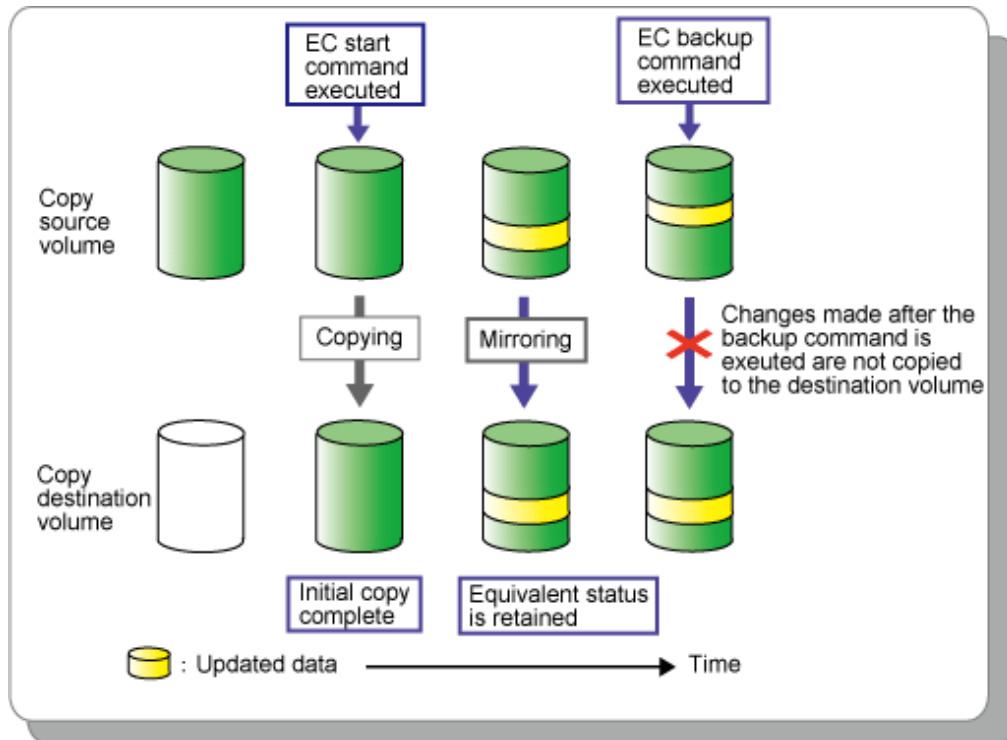 EC start
command
executed
EC backup
command
executed
Copy
source
volume
Copying
Mirroring
Changes made after the
backup command is
exeuted are not copied
to the destination volume
Copy
destination
volume
Initial copy
complete
Equivalent status
is retained
: Updated data
Time